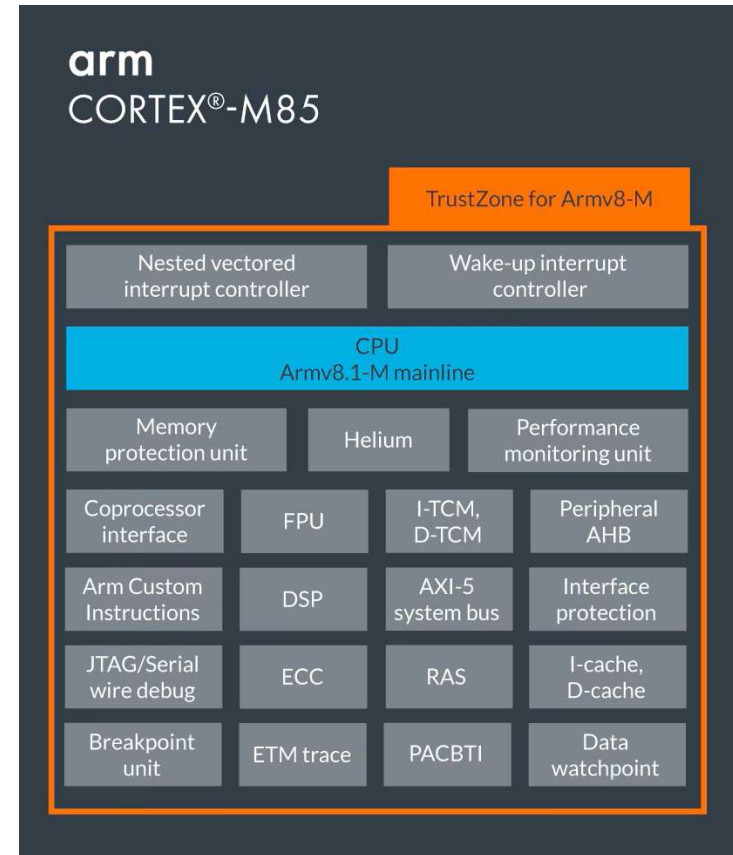 arm
CORTEX®-M85
TrustZone for Armv8-M
Nested vectored
interrupt controller
Wake-up interrupt
controller
CPU
Armv8.1-M mainline
Memory
protection unit
Helium
Performance
monitoring unit
Coprocessor
interface
FPU
I-TCM,
D-TCM
Peripheral
AHB
Arm Custom
Instructions
DSP
AXI-5
system bus
Interface
protection
JTAG/Serial
wire debug
ECC
RAS
I-cache,
D-cache
Breakpoint
unit
ETM trace
PACBTI
Data
watchpoint